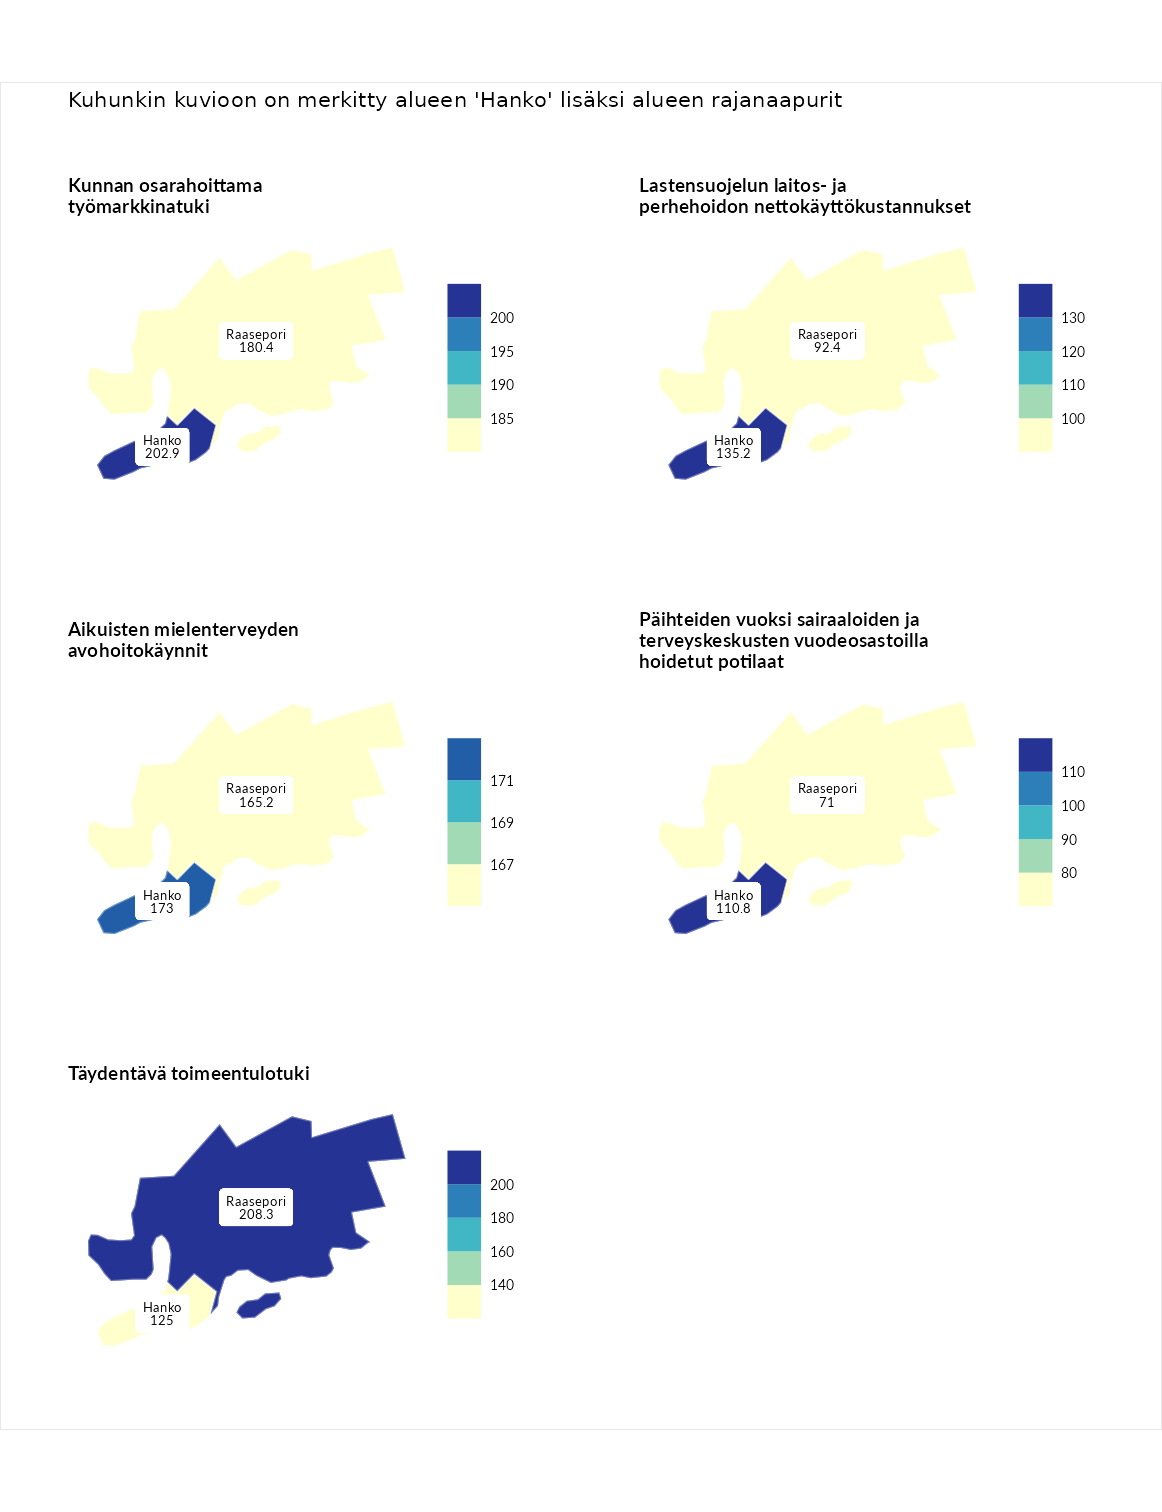 Kuhunkin kuvioon on merkitty alueen 'Hanko' lisäksi alueen rajanaapurit
Kunnan osarahoittama
työmarkkinatuki
Raasepori
180.4
Hanko
202.9
200
195
190
185
Lastensuojelun laitos- ja
perhehoidon nettokäyttökustannukset
Raasepori
92.4
Hanko
135.2
130
120
110
100
Aikuisten mielenterveyden
avohoitokäynnit
Raasepori
165.2
Hanko
173
171
169
167
Päihteiden vuoksi sairaaloiden ja
terveyskeskusten vuodeosastoilla
hoidetut potilaat
Raasepori
71
Hanko
110.8
110
100
90
80
Täydentävä toimeentulotuki
Raasepori
208.3
Hanko
125
200
180
160
140